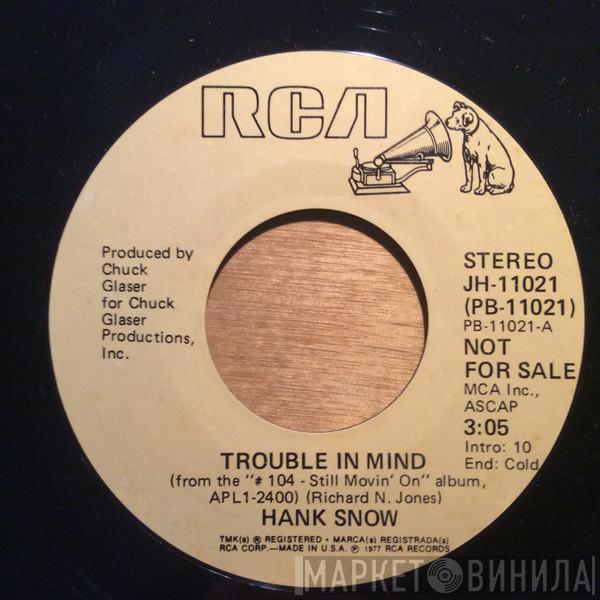 RCA
Produced by
Chuck
Glaser
for Chuck
Glaser
Productions,
Inc.
STEREO
JH-11021
(PB-11021)
PB-11021-A
NOT
FOR SALE
MCA Inc.,
ASCAP
3:05
Intro: 10
End: Cold
TROUBLE IN MIND
(from the "# 104 - Still Movin' On" album,
APL1-2400) (Richard N. Jones)
HANK SNOW
TMK(s) ® REGISTERED • MARCA(s) REGISTRADA(s)
RCA CORP.—MADE IN U.S.A. ℗ 1977 RCA RECORDS
МАРКЕТ ВИНИЛА